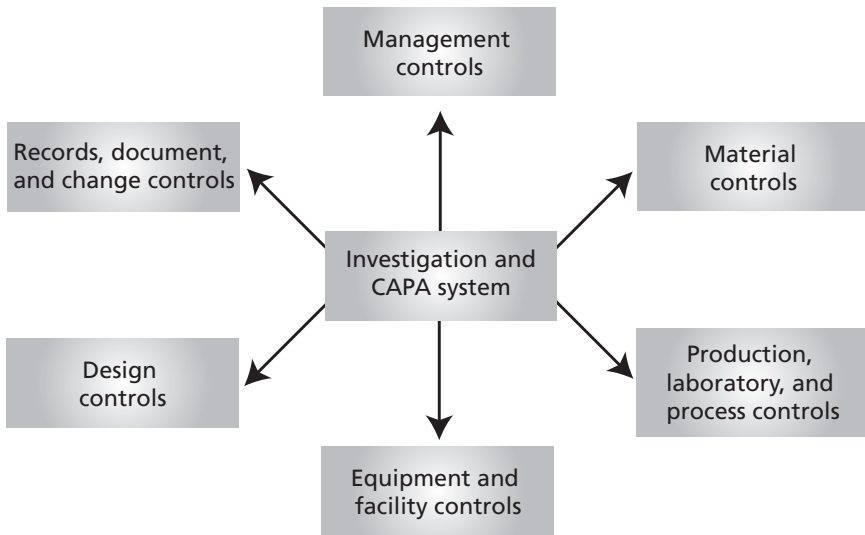 Management
controls
Records, document,
and change controls
Material
controls
Investigation and
CAPA system
Design
controls
Production,
laboratory, and
process controls
Equipment and
facility controls